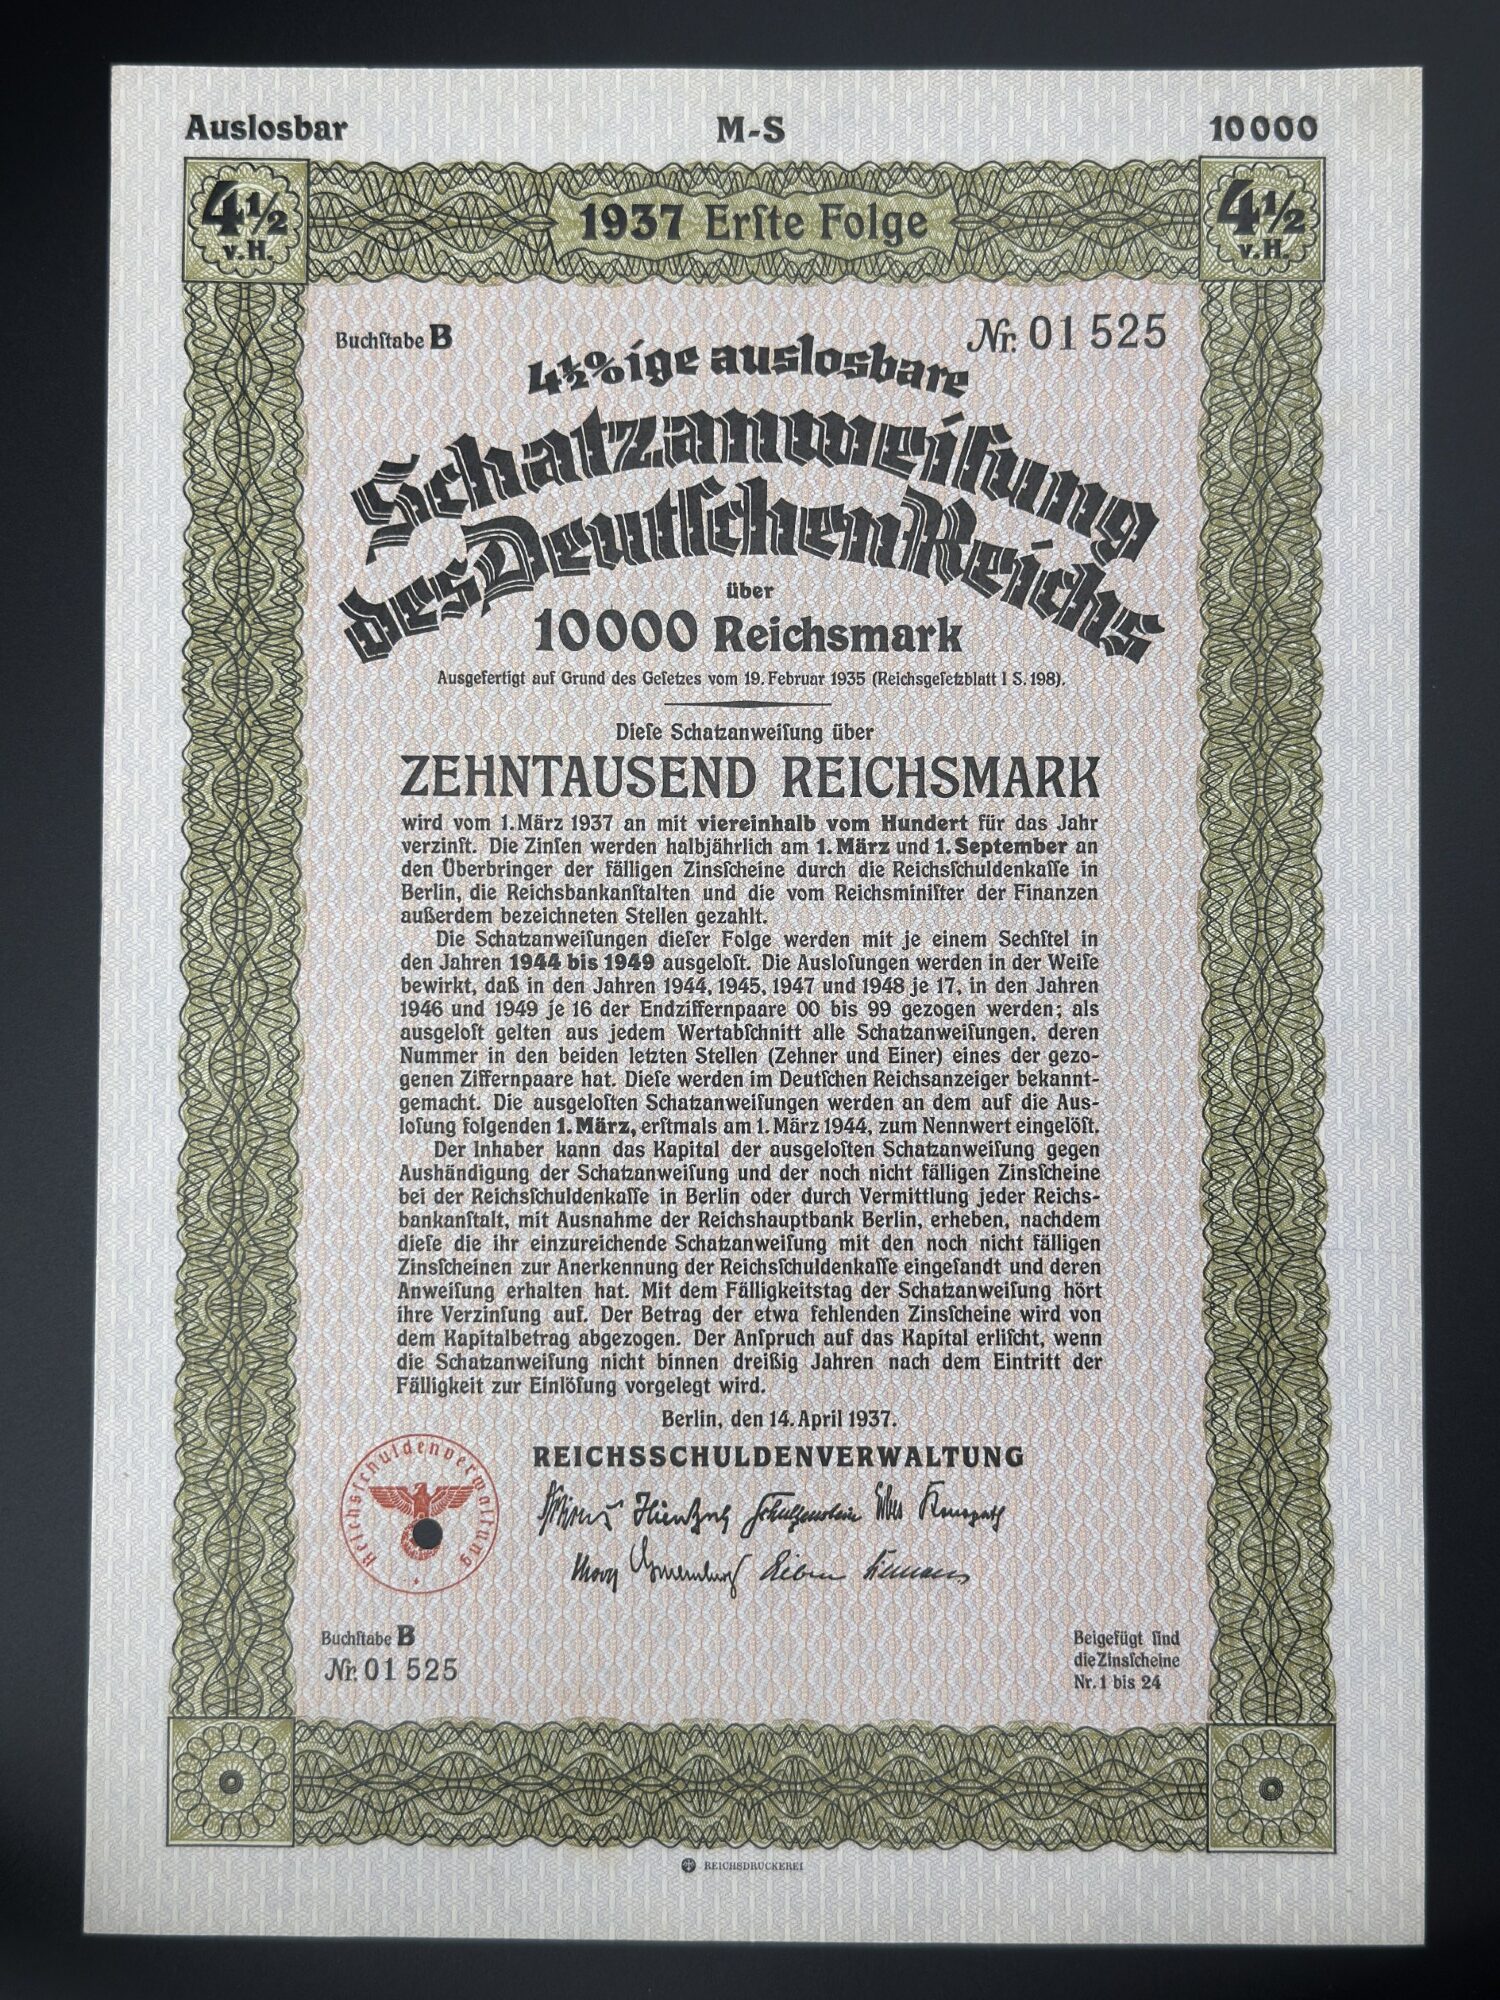 Auslosbar M-S 10000
4½ v.H. 1937 Erſte Folge 4½ v.H.
Buchſtabe B Nr. 01 525
4½%ige auslosbare
Schatzanweiſung
des Deutſchen Reichs
über
10000 Reichsmark
Ausgefertigt auf Grund des Geſetzes vom 19. Februar 1935 (Reichsgeſetzblatt I S. 198).
Dieſe Schatzanweiſung über
ZEHNTAUSEND REICHSMARK
wird vom 1. März 1937 an mit viereinhalb vom Hundert für das Jahr
verzinſt. Die Zinſen werden halbjährlich am 1. März und 1. September an
den Überbringer der fälligen Zinsſcheine durch die Reichsſchuldenkaſſe in
Berlin, die Reichsbankanſtalten und die vom Reichsminiſter der Finanzen
außerdem bezeichneten Stellen gezahlt.
Die Schatzanweiſungen dieſer Folge werden mit je einem Sechſtel in
den Jahren 1944 bis 1949 ausgeloſt. Die Ausloſungen werden in der Weiſe
bewirkt, daß in den Jahren 1944, 1945, 1947 und 1948 je 17, in den Jahren
1946 und 1949 je 16 der Endziffernpaare 00 bis 99 gezogen werden; als
ausgeloſt gelten aus jedem Wertabſchnitt alle Schatzanweiſungen, deren
Nummer in den beiden letzten Stellen (Zehner und Einer) eines der gezo-
genen Ziffernpaare hat. Dieſe werden im Deutſchen Reichsanzeiger bekannt-
gemacht. Die ausgeloſten Schatzanweiſungen werden an dem auf die Aus-
loſung folgenden 1. März, erſtmals am 1. März 1944, zum Nennwert eingelöſt.
Der Inhaber kann das Kapital der ausgeloſten Schatzanweiſung gegen
Aushändigung der Schatzanweiſung und der noch nicht fälligen Zinsſcheine
bei der Reichsſchuldenkaſſe in Berlin oder durch Vermittlung jeder Reichs-
bankanſtalt, mit Ausnahme der Reichshauptbank Berlin, erheben, nachdem
dieſe die ihr einzureichende Schatzanweiſung mit den noch nicht fälligen
Zinsſcheinen zur Anerkennung der Reichsſchuldenkaſſe eingeſandt und deren
Anweiſung erhalten hat. Mit dem Fälligkeitstag der Schatzanweiſung hört
ihre Verzinſung auf. Der Betrag der etwa fehlenden Zinsſcheine wird von
dem Kapitalbetrag abgezogen. Der Anſpruch auf das Kapital erliſcht, wenn
die Schatzanweiſung nicht binnen dreißig Jahren nach dem Eintritt der
Fälligkeit zur Einlöſung vorgelegt wird.
Berlin, den 14. April 1937.
REICHSSCHULDENVERWALTUNG
Reichsſchuldenverwaltung
Buchſtabe B
Nr. 01 525
Beigefügt ſind
die Zinsſcheine
Nr. 1 bis 24
REICHSDRUCKEREI